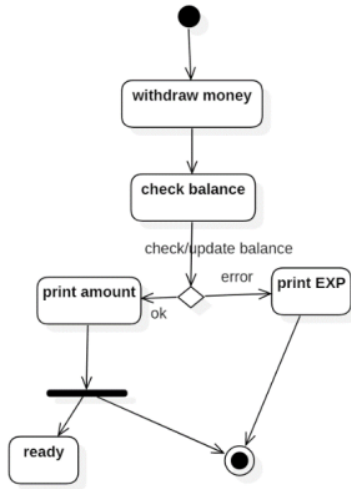 withdraw money
check balance
check/update balance
print amount
error
print EXP
ok
ready